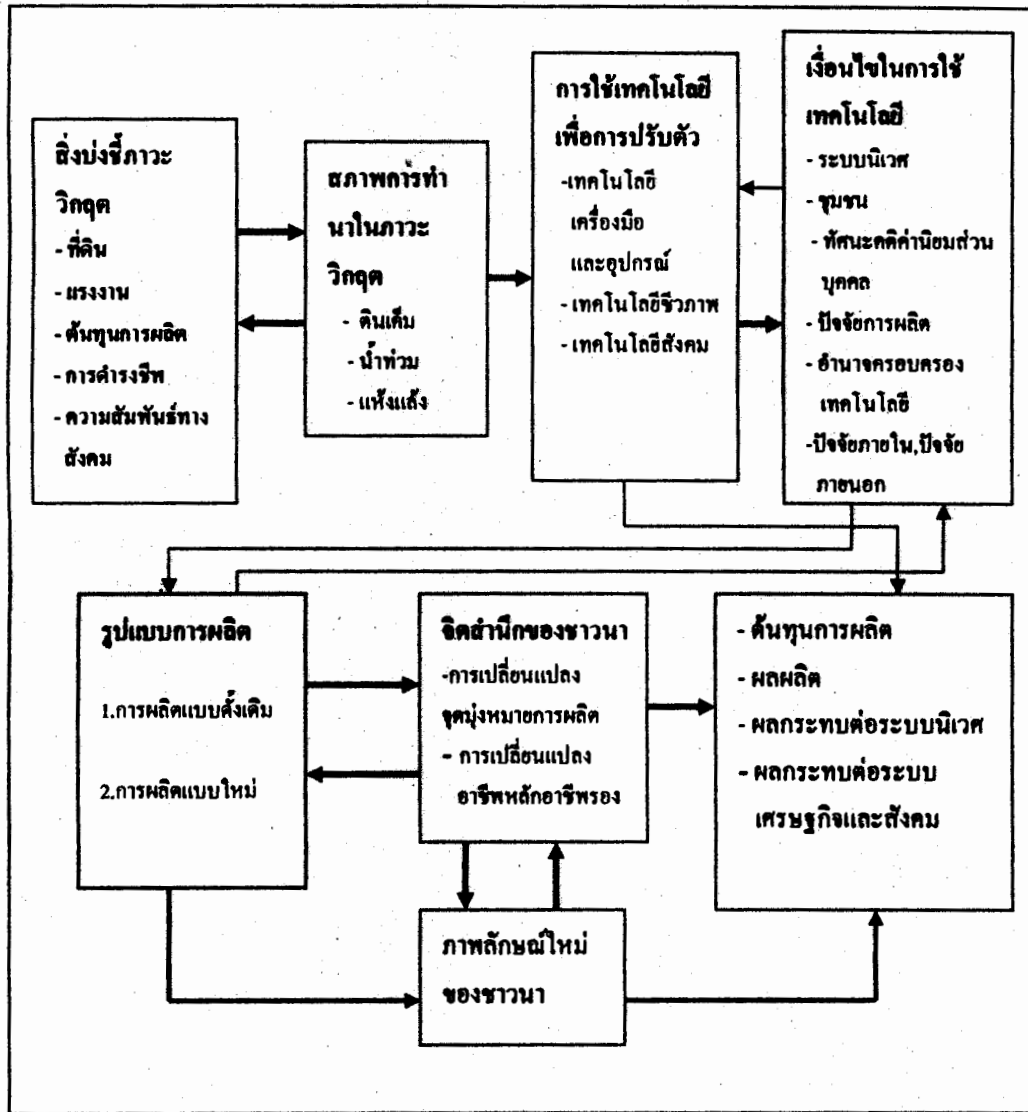 สิ่งบ่งชี้ภาวะ
วิกฤต
- ที่ดิน
- แรงงาน
- ต้นทุนการผลิต
- การดำรงชีพ
- ความสัมพันธ์ทาง
สังคม
สภาพการทำ
นาในภาวะ
วิกฤต
- ดินเค็ม
- น้ำท่วม
- แห้งแล้ง
การใช้เทคโนโลยี
เพื่อการปรับตัว
-เทคโนโลยี
เครื่องมือ
และอุปกรณ์
- เทคโนโลยีชีวภาพ
- เทคโนโลยีสังคม
เงื่อนไขในการใช้
เทคโนโลยี
- ระบบนิเวศ
- ชุมชน
- ทัศนะคติค่านิยมส่วน
บุคคล
- ปัจจัยการผลิต
- อำนาจครอบครอง
เทคโนโลยี
-ปัจจัยภายใน,ปัจจัย
ภายนอก
รูปแบบการผลิต
1.การผลิตแบบดั้งเดิม
2.การผลิตแบบใหม่
จิตสำนึกของชาวนา
-การเปลี่ยนแปลง
จุดมุ่งหมายการผลิต
- การเปลี่ยนแปลง
อาชีพหลักอาชีพรอง
- ต้นทุนการผลิต
- ผลผลิต
- ผลกระทบต่อระบบนิเวศ
- ผลกระทบต่อระบบ
เศรษฐกิจและสังคม
ภาพลักษณ์ใหม่
ของชาวนา